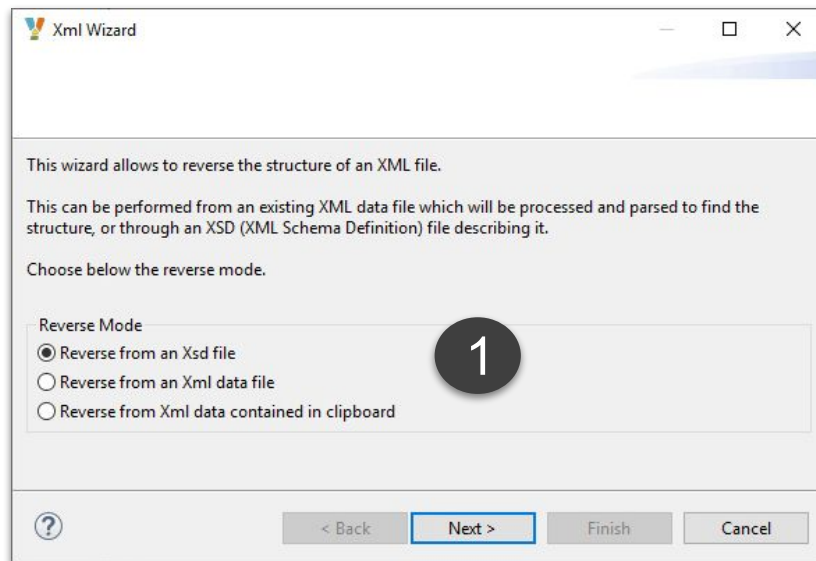 Xml Wizard
This wizard allows to reverse the structure of an XML file.
This can be performed from an existing XML data file which will be processed and parsed to find the
structure, or through an XSD (XML Schema Definition) file describing it.
Choose below the reverse mode.
Reverse Mode
Reverse from an Xsd file
Reverse from an Xml data file
Reverse from Xml data contained in clipboard
1
?
< Back Next > Finish Cancel